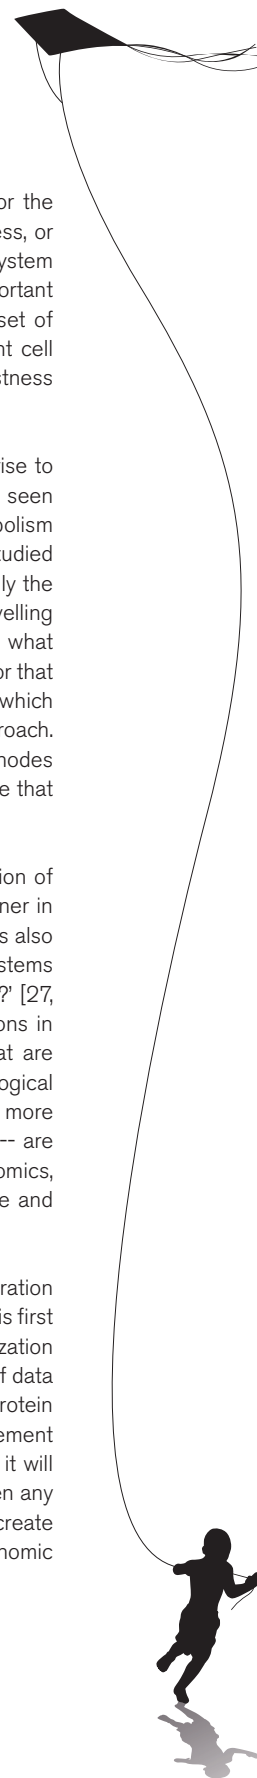 or the
ess, or
ystem
ortant
set of
nt cell
stness
ise to
seen
bolism
tudied
ly the
velling
what
or that
which
roach.
nodes
e that
ion of
ner in
s also
stems
?’ [27,
ons in
at are
ogical
more
-- are
omics,
e and
ration
is first
zation
f data
rotein
ement
it will
en any
create
nomic